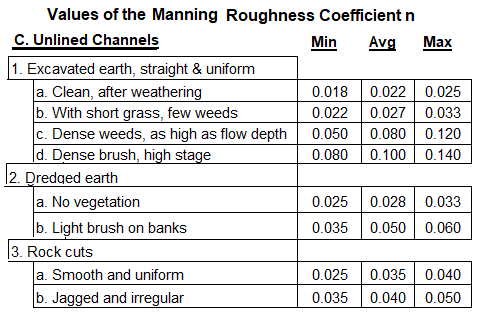 Values of the Manning Roughness Coefficient n
C. Unlined Channels Min Avg Max
1. Excavated earth, straight & uniform
a. Clean, after weathering 0.018 0.022 0.025
b. With short grass, few weeds 0.022 0.027 0.033
c. Dense weeds, as high as flow depth 0.050 0.080 0.120
d. Dense brush, high stage 0.080 0.100 0.140
2. Dredged earth
a. No vegetation 0.025 0.028 0.033
b. Light brush on banks 0.035 0.050 0.060
3. Rock cuts
a. Smooth and uniform 0.025 0.035 0.040
b. Jagged and irregular 0.035 0.040 0.050